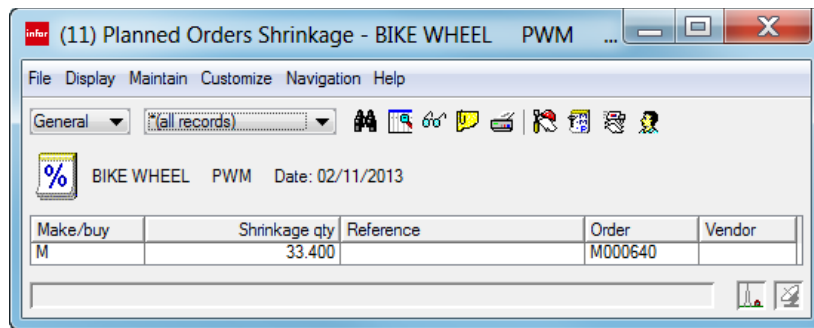 infor (11) Planned Orders Shrinkage - BIKE WHEEL PWM ...
File Display Maintain Customize Navigation Help
General *(all records)
% BIKE WHEEL PWM Date: 02/11/2013
Make/buy Shrinkage qty Reference Order Vendor
M 33.400 M000640